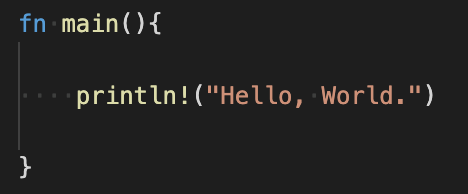 fn main(){
    println!("Hello, World.")
}